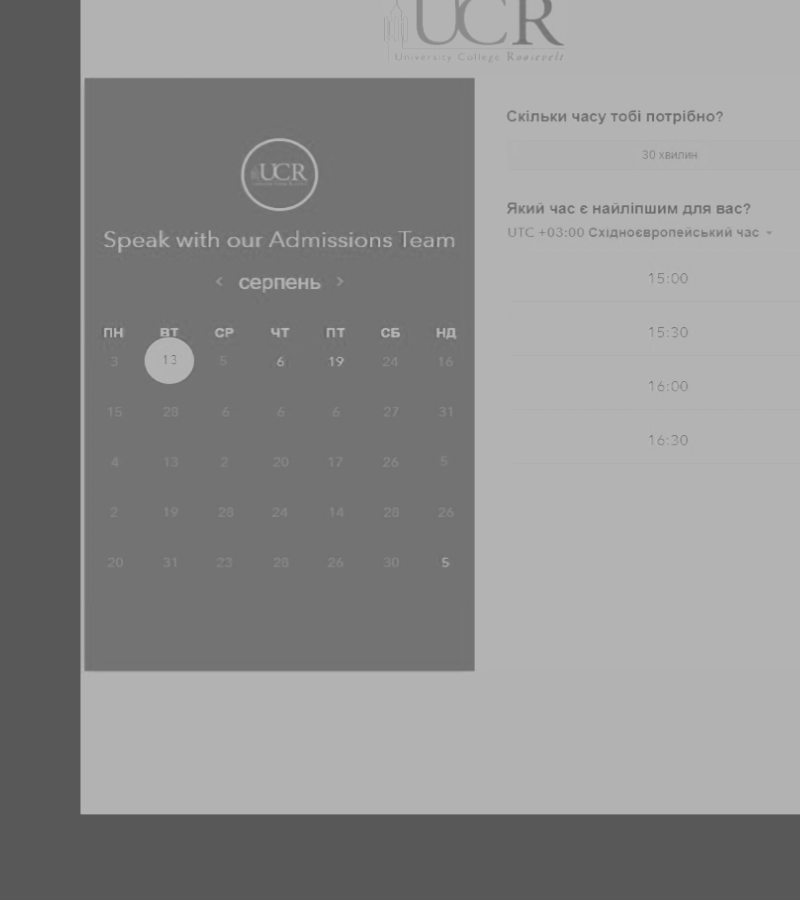 UCR
University College Roosevelt
UCR
Speak with our Admissions Team
< серпень >
ПН ВТ СР ЧТ ПТ СБ НД
3 13 5 6 19 24 16
15 28 6 6 6 27 31
4 13 2 20 17 26 5
2 19 28 24 14 28 26
20 31 23 28 26 30 5
Скільки часу тобі потрібно?
30 хвилин
Який час є найліпшим для вас?
UTC +03:00 Східноєвропейський час
15:00
15:30
16:00
16:30